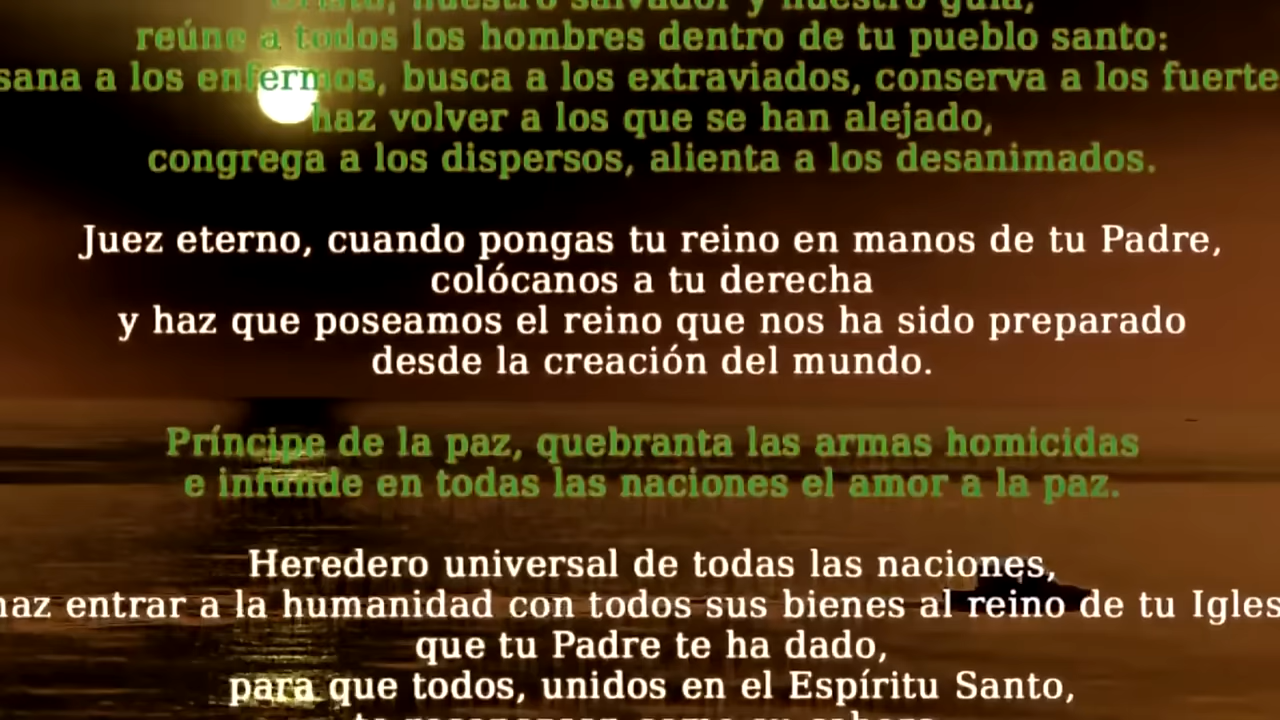 Cristo, nuestro salvador y nuestro guía,
reúne a todos los hombres dentro de tu pueblo santo:
sana a los enfermos, busca a los extraviados, conserva a los fuerte
haz volver a los que se han alejado,
congrega a los dispersos, alienta a los desanimados.
Juez eterno, cuando pongas tu reino en manos de tu Padre,
colócanos a tu derecha
y haz que poseamos el reino que nos ha sido preparado
desde la creación del mundo.
Príncipe de la paz, quebranta las armas homicidas
e infunde en todas las naciones el amor a la paz.
Heredero universal de todas las naciones,
haz entrar a la humanidad con todos sus bienes al reino de tu Igles
que tu Padre te ha dado,
para que todos, unidos en el Espíritu Santo,